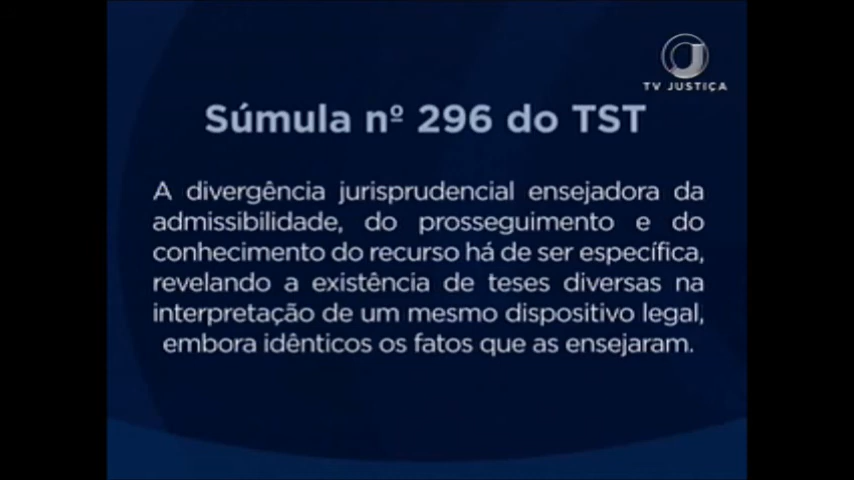 TV JUSTIÇA
Súmula nº 296 do TST
A divergência jurisprudencial ensejadora da
admissibilidade, do prosseguimento e do
conhecimento do recurso há de ser específica,
revelando a existência de teses diversas na
interpretação de um mesmo dispositivo legal,
embora idênticos os fatos que as ensejaram.